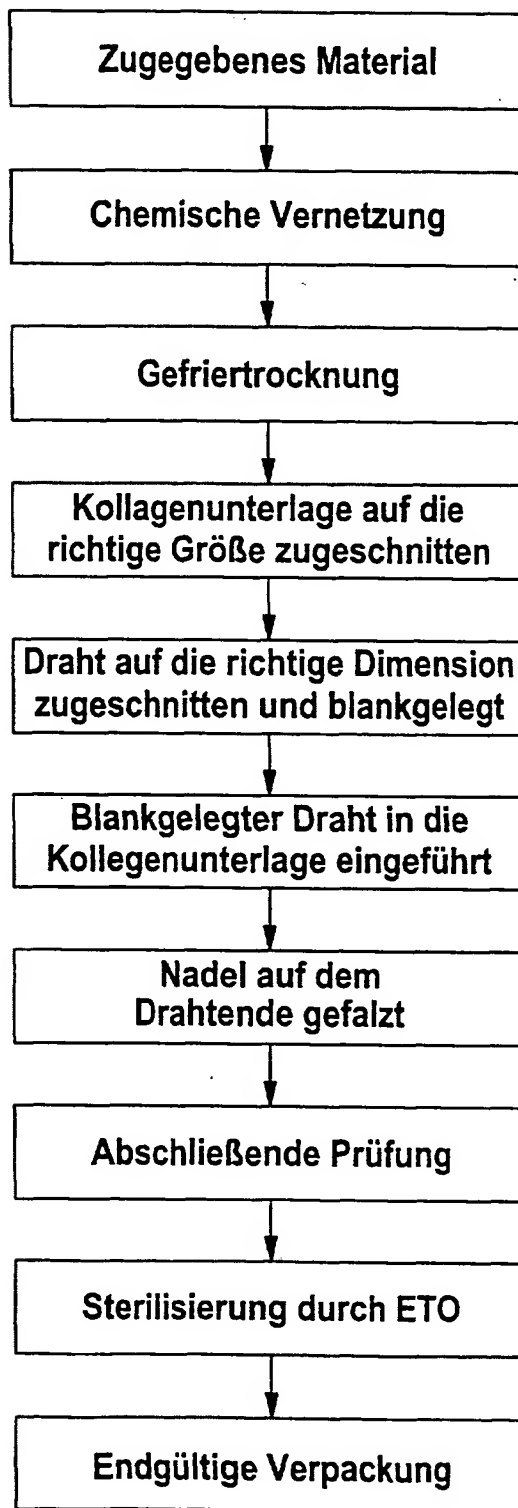 Zugegebenes Material
Chemische Vernetzung
Gefriertrocknung
Kollagenunterlage auf die
richtige Größe zugeschnitten
Draht auf die richtige Dimension
zugeschnitten und blankgelegt
Blankgelegter Draht in die
Kollegenunterlage eingeführt
Nadel auf dem
Drahtende gefalzt
Abschließende Prüfung
Sterilisierung durch ETO
Endgültige Verpackung